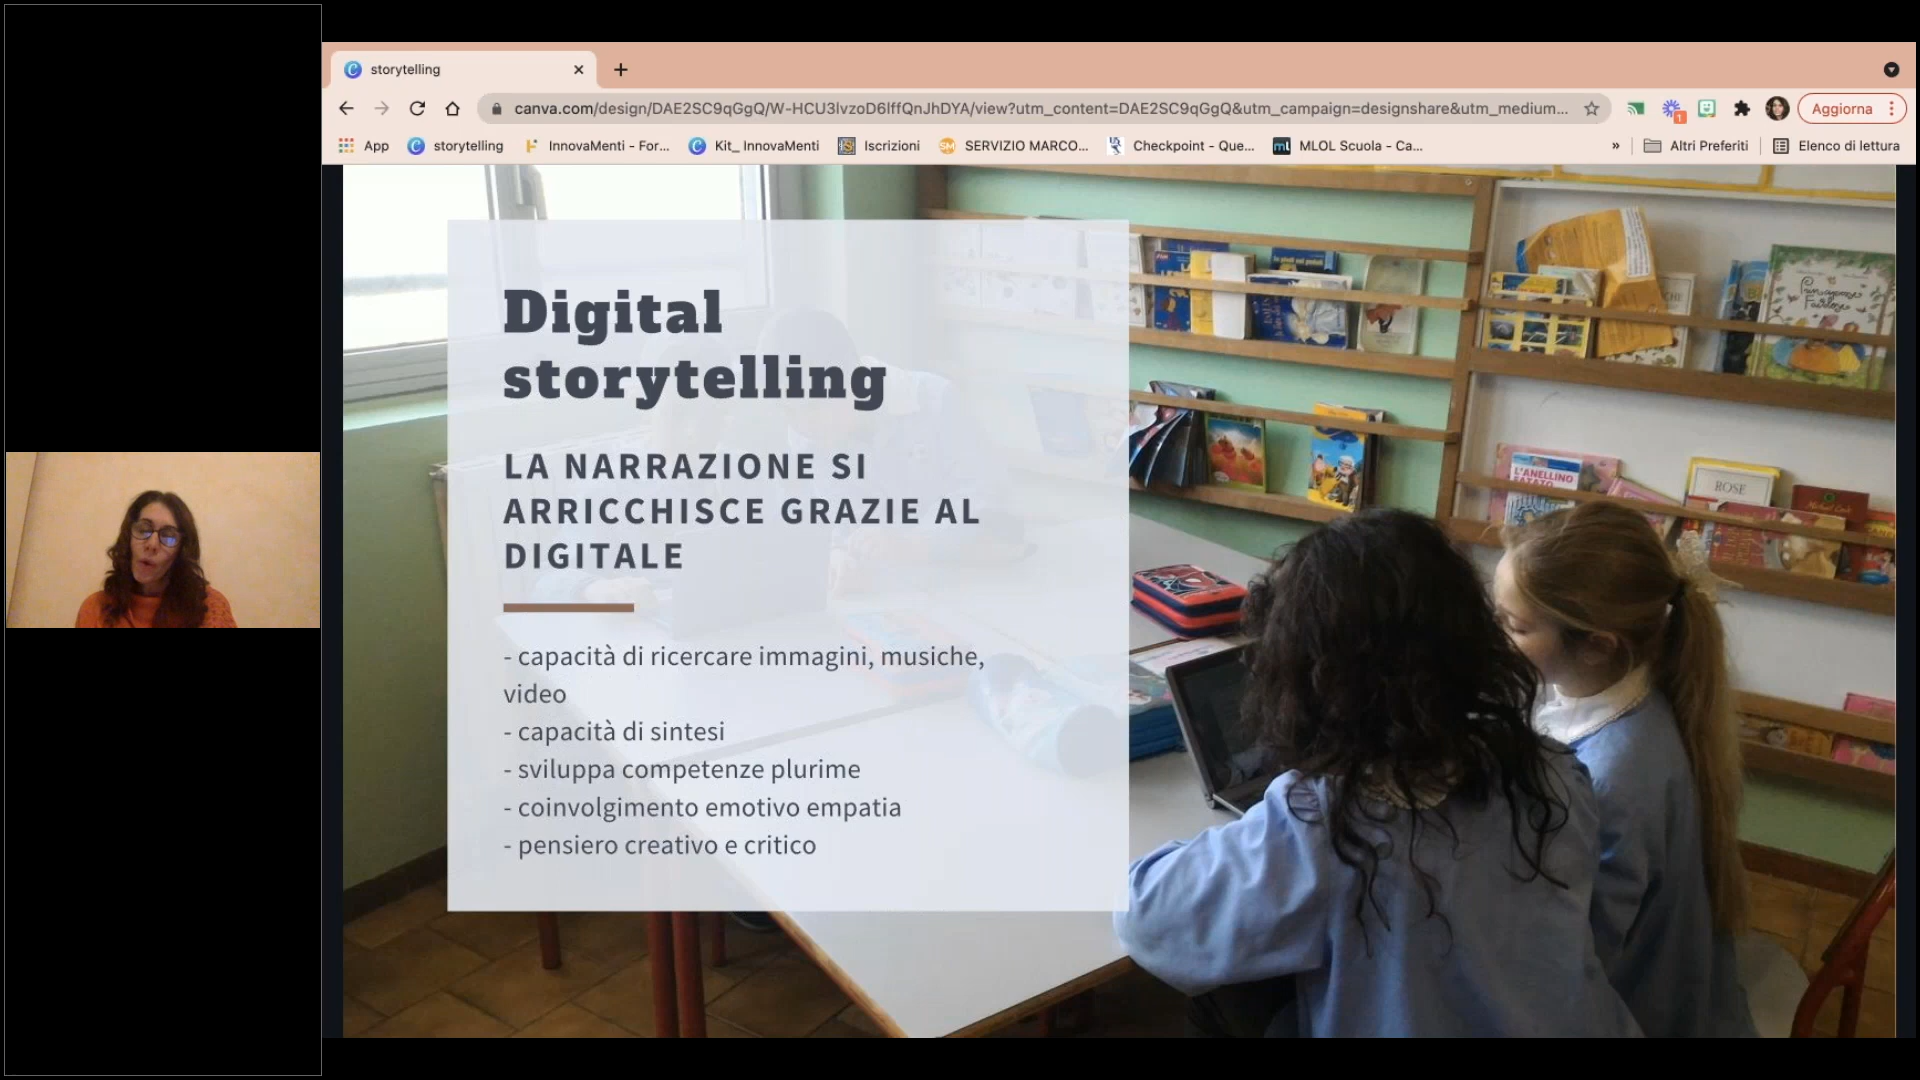 storytelling
canva.com/design/DAE2SC9qGgQ/W-HCU3lvzoD6lffQnJhDYA/view?utm_content=DAE2SC9qGgQ&utm_campaign=designshare&utm_medium...
1
Aggiorna
App
storytelling
InnovaMenti - For...
Kit_ InnovaMenti
Iscrizioni
SM
SERVIZIO MARCO...
Checkpoint - Que...
ml
MLOL Scuola - Ca...
»
Altri Preferiti
Elenco di lettura
Digital
storytelling
LA NARRAZIONE SI
ARRICCHISCE GRAZIE AL
DIGITALE
- capacità di ricercare immagini, musiche,
video
- capacità di sintesi
- sviluppa competenze plurime
- coinvolgimento emotivo empatia
- pensiero creativo e critico
L'ANELLINO
ROSE